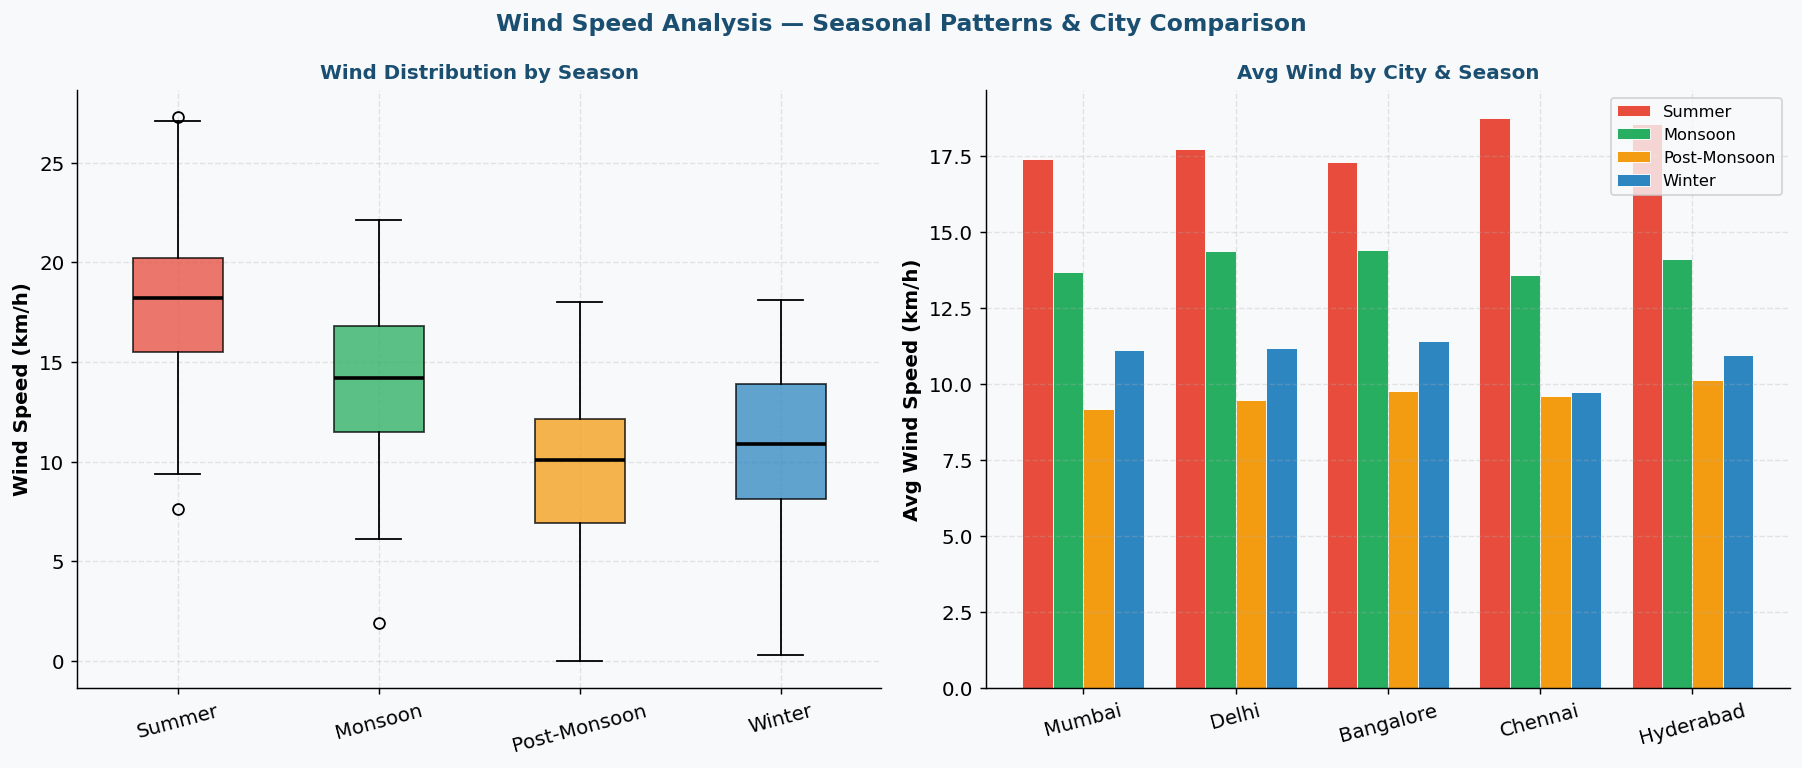 Wind Speed Analysis — Seasonal Patterns & City Comparison
Wind Distribution by Season
Wind Speed (km/h)
25
20
15
10
5
0
Summer
Monsoon
Post-Monsoon
Winter
Avg Wind by City & Season
Avg Wind Speed (km/h)
17.5
15.0
12.5
10.0
7.5
5.0
2.5
0.0
Mumbai
Delhi
Bangalore
Chennai
Hyderabad
Summer
Monsoon
Post-Monsoon
Winter